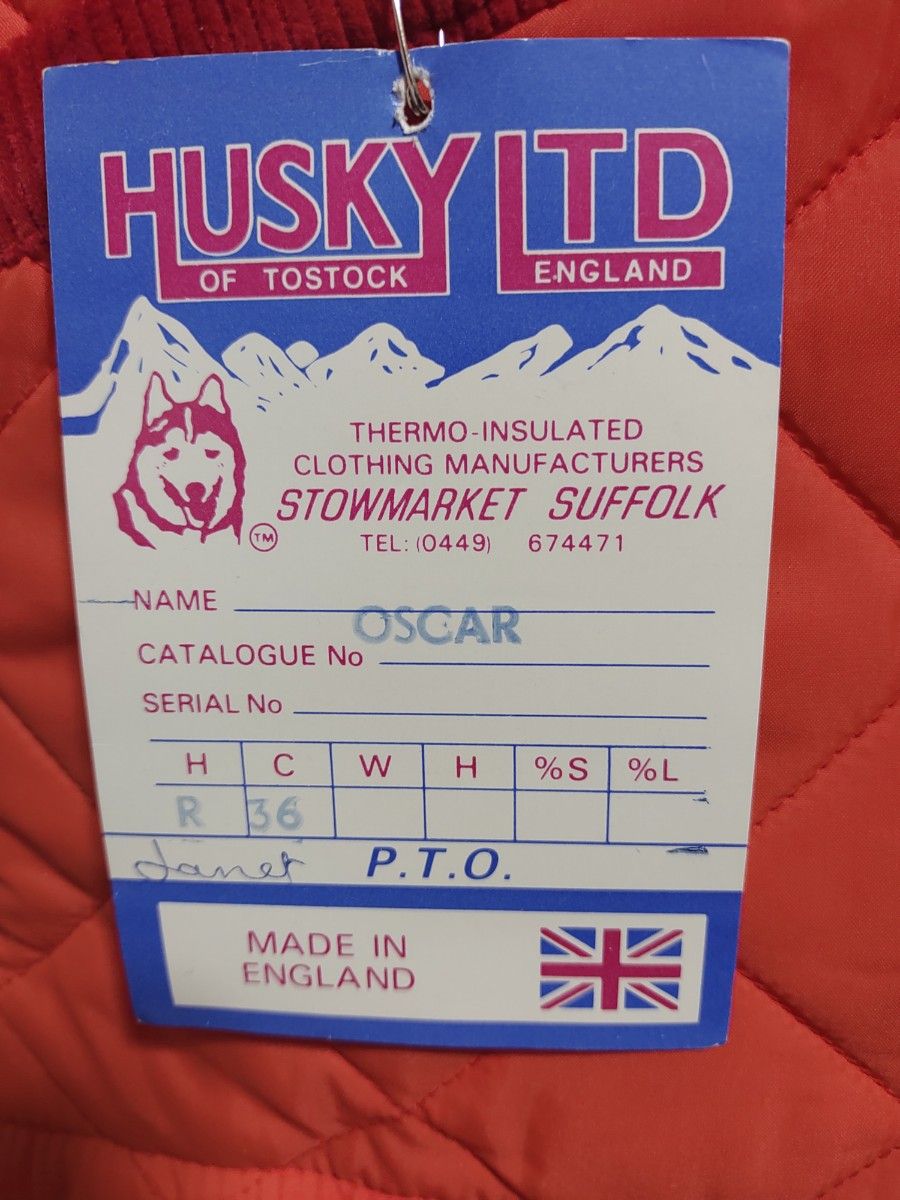 HUSKY LTD
OF TOSTOCK ENGLAND
THERMO-INSULATED
CLOTHING MANUFACTURERS
STOWMARKET SUFFOLK
TM
TEL: (0449) 674471
NAME
OSCAR
CATALOGUE No
SERIAL No
H C W H %S %L
R 36
Janet P.T.O.
MADE IN
ENGLAND